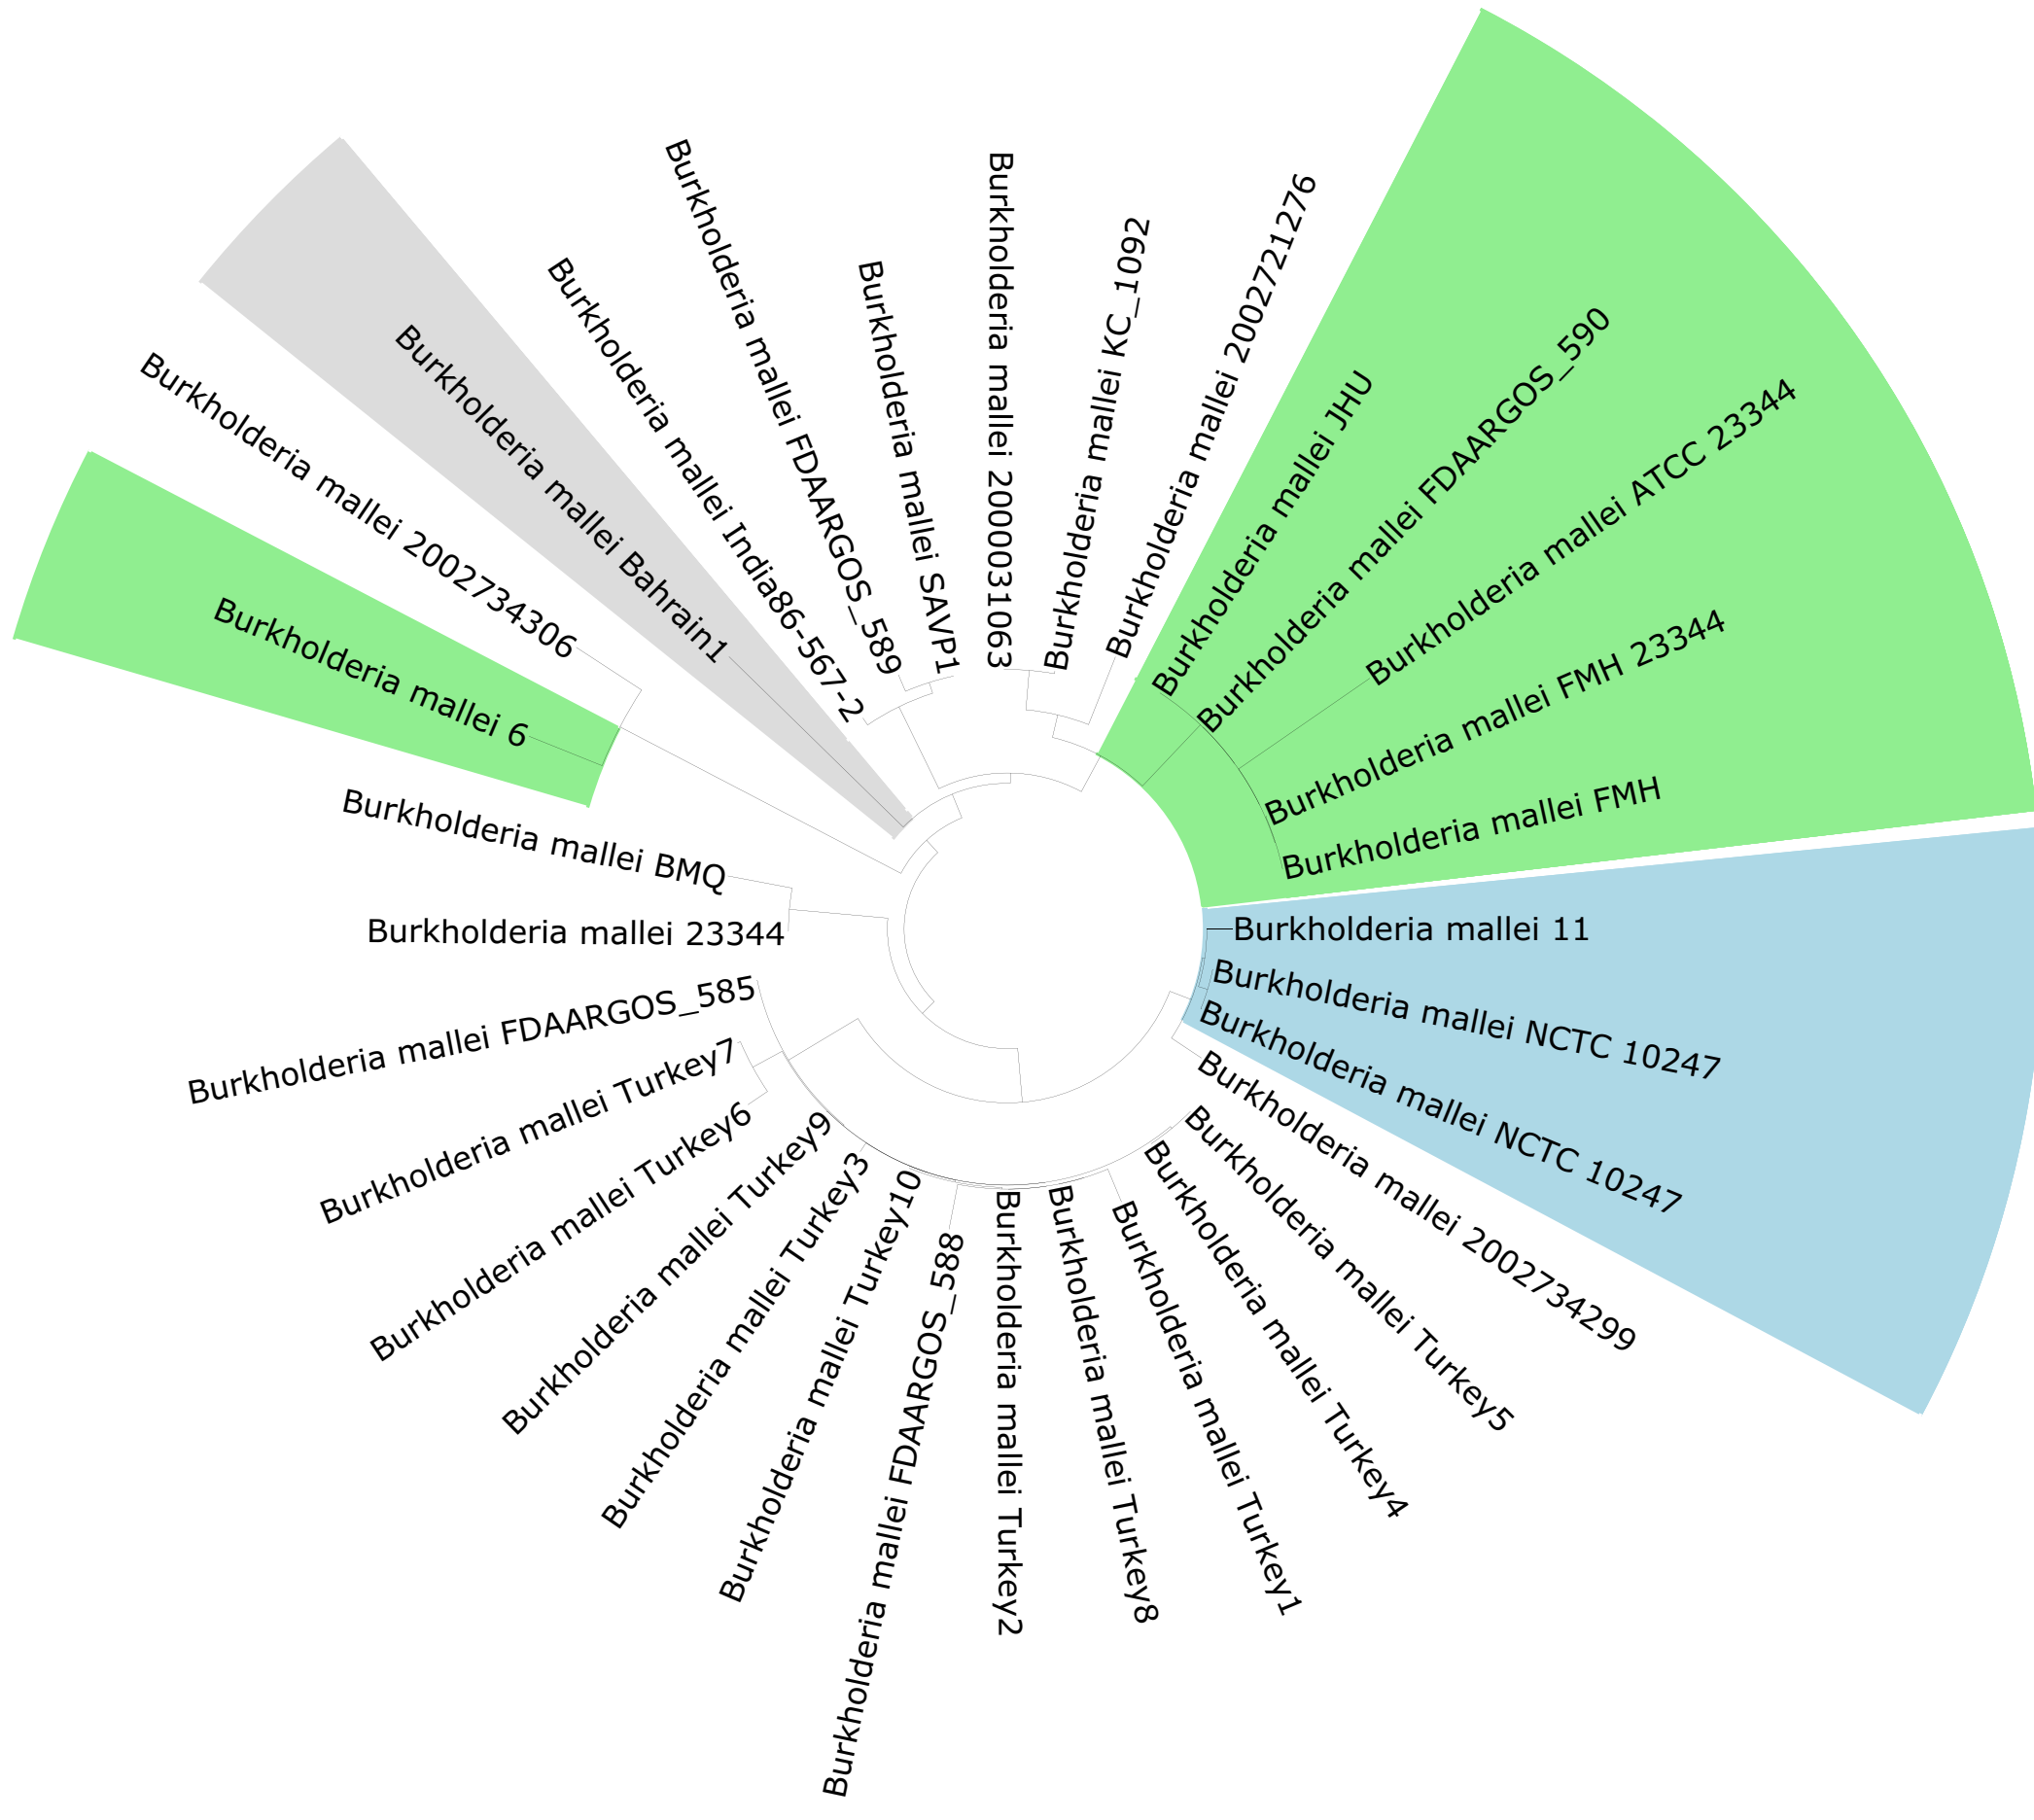 Burkholderia mallei 2000031063
Burkholderia mallei KC_1092
Burkholderia mallei 2002721276
Burkholderia mallei JHU
Burkholderia mallei FDAARGOS_590
Burkholderia mallei ATCC 23344
Burkholderia mallei FMH 23344
Burkholderia mallei FMH
Burkholderia mallei 11
Burkholderia mallei NCTC 10247
Burkholderia mallei NCTC 10247
Burkholderia mallei 2002734299
Burkholderia mallei Turkey5
Burkholderia mallei Turkey4
Burkholderia mallei Turkey1
Burkholderia mallei Turkey8
Burkholderia mallei Turkey2
Burkholderia mallei FDAARGOS_588
Burkholderia mallei Turkey10
Burkholderia mallei Turkey3
Burkholderia mallei Turkey9
Burkholderia mallei Turkey6
Burkholderia mallei Turkey7
Burkholderia mallei FDAARGOS_585
Burkholderia mallei 23344
Burkholderia mallei BMQ
Burkholderia mallei 6
Burkholderia mallei 2002734306
Burkholderia mallei Bahrain1
Burkholderia mallei India86-567-2
Burkholderia mallei FDAARGOS_589
Burkholderia mallei SAVP1